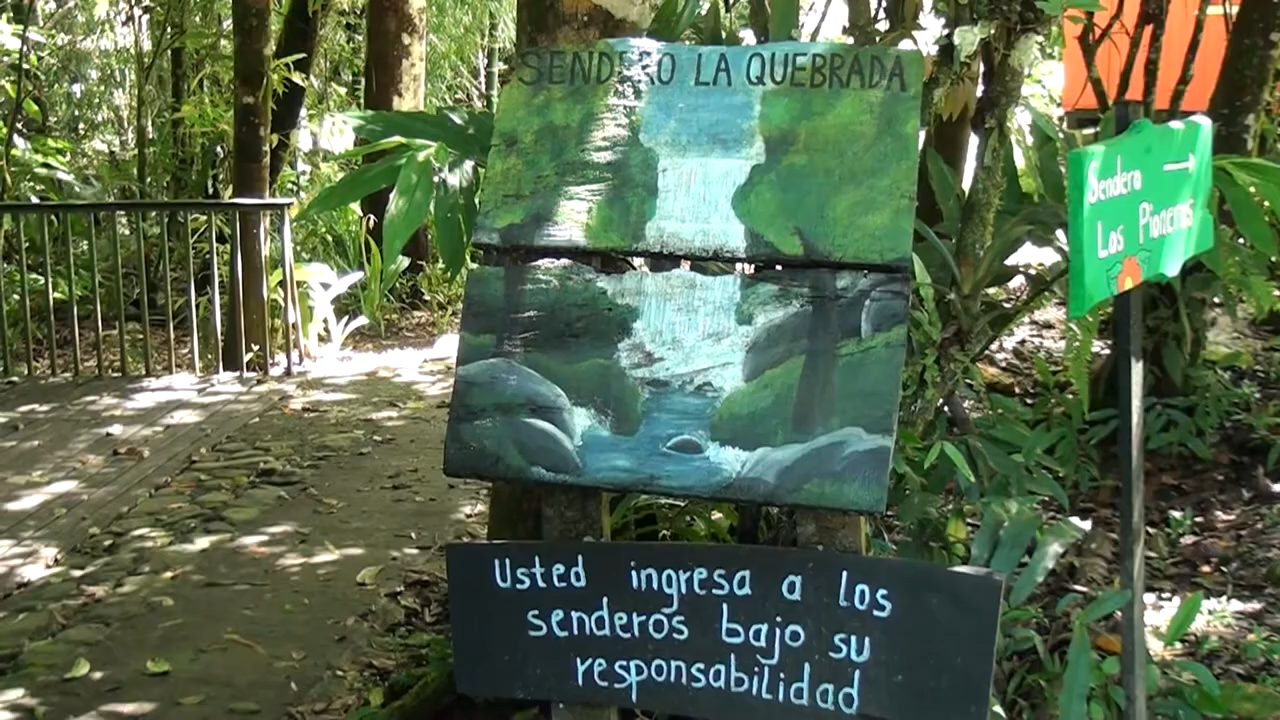 SENDERO LA QUEBRADA
Usted ingresa a los
senderos bajo su
responsabilidad
Sendero →
Los Pioneros